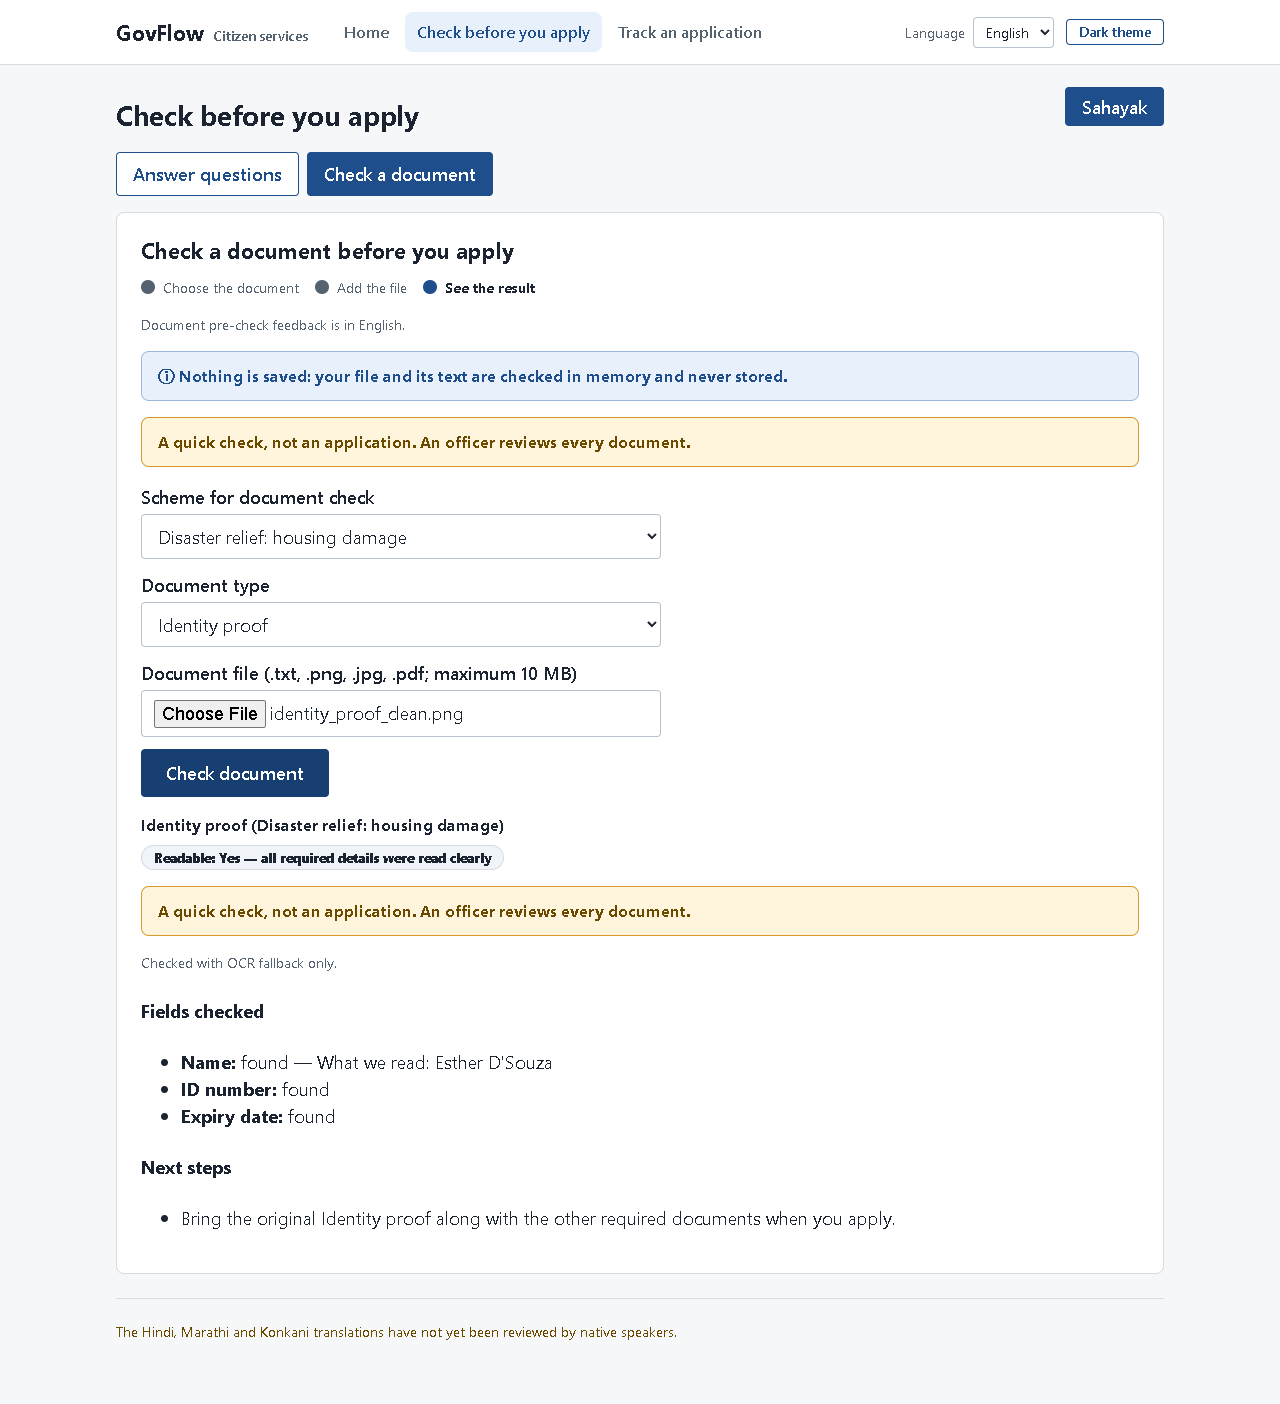 GovFlow Citizen services Home Check before you apply Track an application Language English Dark theme
Check before you apply
Sahayak
Answer questions Check a document
Check a document before you apply
Choose the document Add the file See the result
Document pre-check feedback is in English.
ⓘ Nothing is saved: your file and its text are checked in memory and never stored.
A quick check, not an application. An officer reviews every document.
Scheme for document check
Disaster relief: housing damage
Document type
Identity proof
Document file (.txt, .png, .jpg, .pdf; maximum 10 MB)
Choose File identity_proof_clean.png
Check document
Identity proof (Disaster relief: housing damage)
Readable: Yes — all required details were read clearly
A quick check, not an application. An officer reviews every document.
Checked with OCR fallback only.
Fields checked
• Name: found — What we read: Esther D'Souza
• ID number: found
• Expiry date: found
Next steps
• Bring the original Identity proof along with the other required documents when you apply.
The Hindi, Marathi and Konkani translations have not yet been reviewed by native speakers.